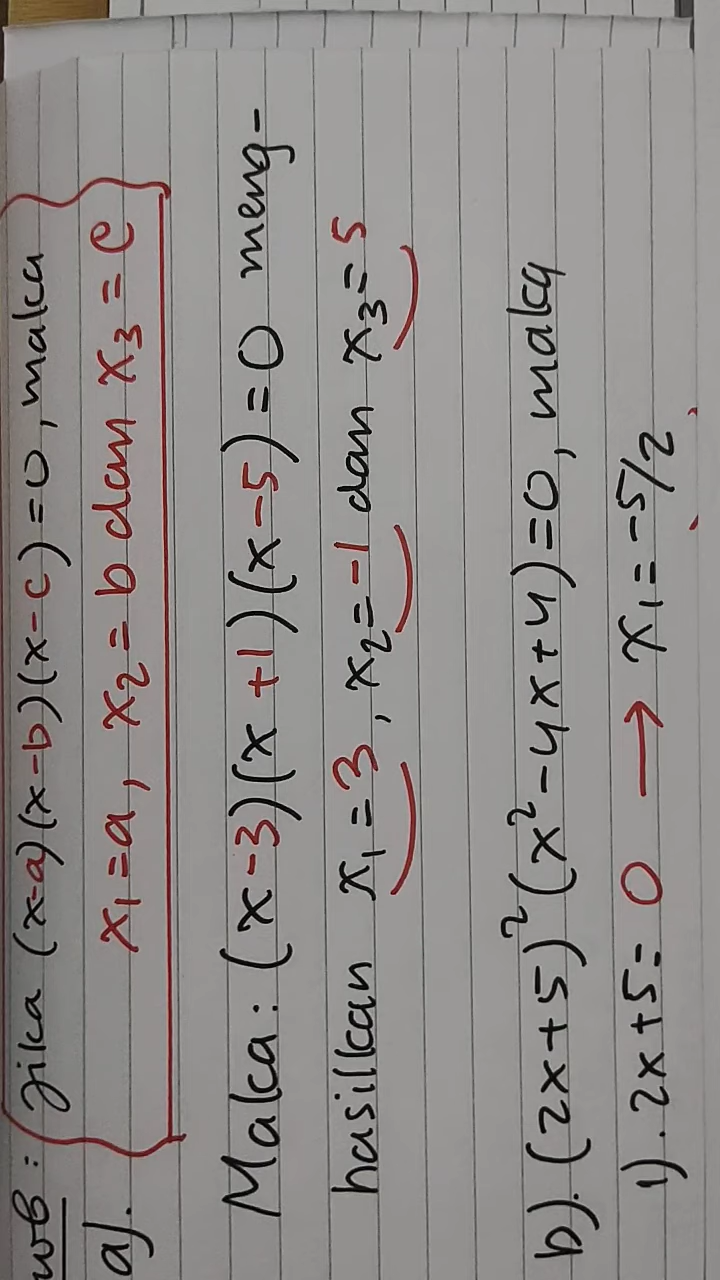 : Jika (x-a)(x-b)(x-c)=0, maka
a). x₁=a, x₂=b dan x₃=c
Maka: (x-3)(x+1)(x-5)=0 meng-
hasilkan x₁=3, x₂=-1 dan x₃=5
b). (2x+5)²(x²-4x+4)=0, maka
1). 2x+5=0 → x₁=-5/2